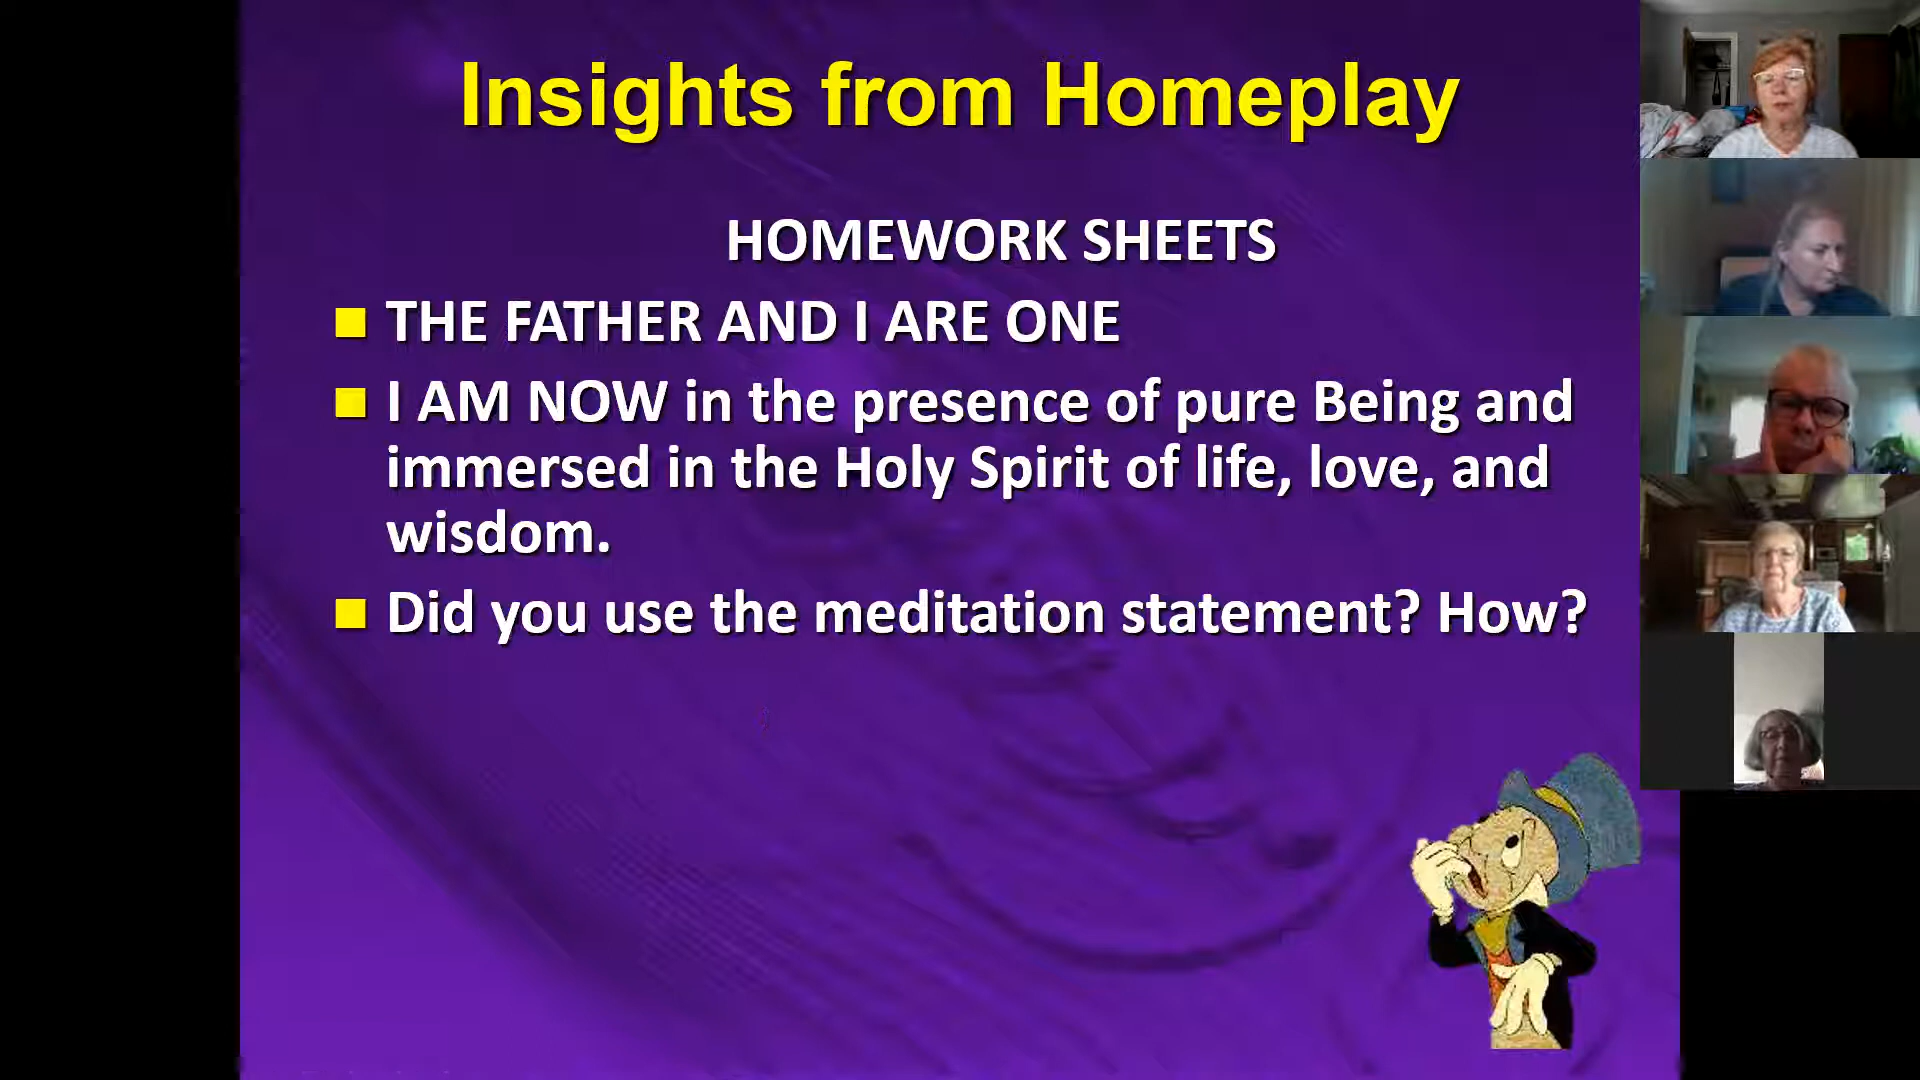 Insights from Homeplay
HOMEWORK SHEETS
THE FATHER AND I ARE ONE
I AM NOW in the presence of pure Being and
immersed in the Holy Spirit of life, love, and
wisdom.
Did you use the meditation statement? How?